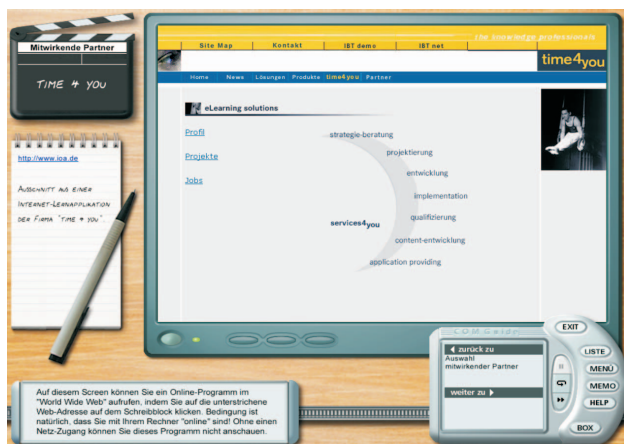 Mitwirkende Partner
TIME 4 YOU
http://www.ioa.de
AUSSCHNITT AUS EINER
INTERNET-LERNAPPLIKATION
DER FIRMA "TIME 4 YOU".
the knowledge professionals
Site Map Kontakt IBT demo IBT net
time4you
Home News Lösungen Produkte time4you Partner
eLearning solutions
Profil
Projekte
Jobs
strategie-beratung
projektierung
entwicklung
implementation
qualifizierung
services4you
content-entwicklung
application providing
COM Guide
zurück zu
Auswahl
mitwirkender Partner
weiter zu
EXIT
LISTE
MENÜ
MEMO
HELP
BOX
Auf diesem Screen können Sie ein Online-Programm im
"World Wide Web" aufrufen, indem Sie auf die unterstrichene
Web-Adresse auf dem Schreibblock klicken. Bedingung ist
natürlich, dass Sie mit Ihrem Rechner "online" sind! Ohne einen
Netz-Zugang können Sie dieses Programm nicht anschauen.